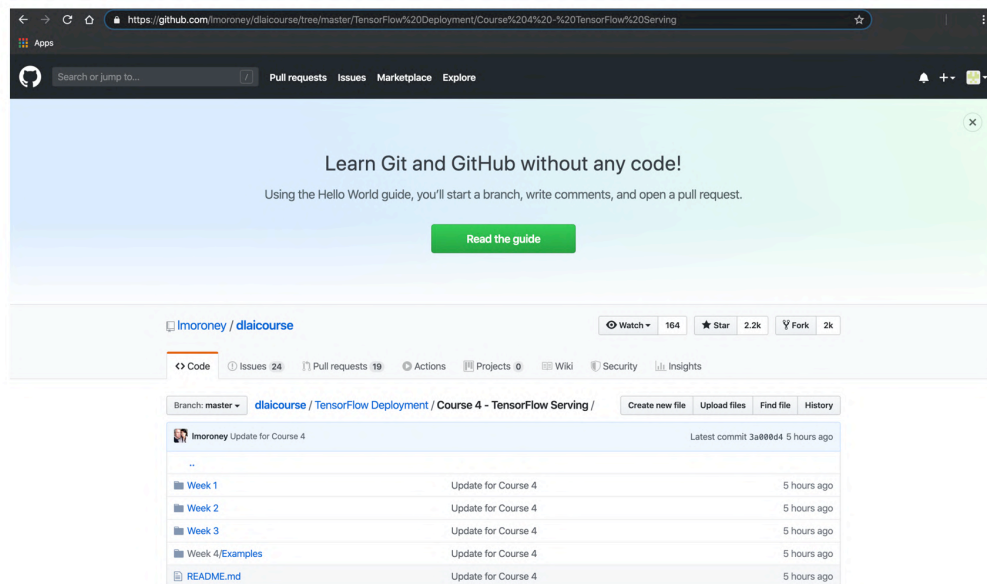 https://github.com/lmoroney/dlaicourse/tree/master/TensorFlow%20Deployment/Course%204%20-%20TensorFlow%20Serving
Apps
Search or jump to... / Pull requests Issues Marketplace Explore
Learn Git and GitHub without any code!
Using the Hello World guide, you’ll start a branch, write comments, and open a pull request.
Read the guide
lmoroney / dlaicourse Watch 164 Star 2.2k Fork 2k
Code Issues 24 Pull requests 19 Actions Projects 0 Wiki Security Insights
Branch: master dlaicourse / TensorFlow Deployment / Course 4 - TensorFlow Serving / Create new file Upload files Find file History
lmoroney Update for Course 4 Latest commit 3a000d4 5 hours ago
..
Week 1 Update for Course 4 5 hours ago
Week 2 Update for Course 4 5 hours ago
Week 3 Update for Course 4 5 hours ago
Week 4/Examples Update for Course 4 5 hours ago
README.md Update for Course 4 5 hours ago